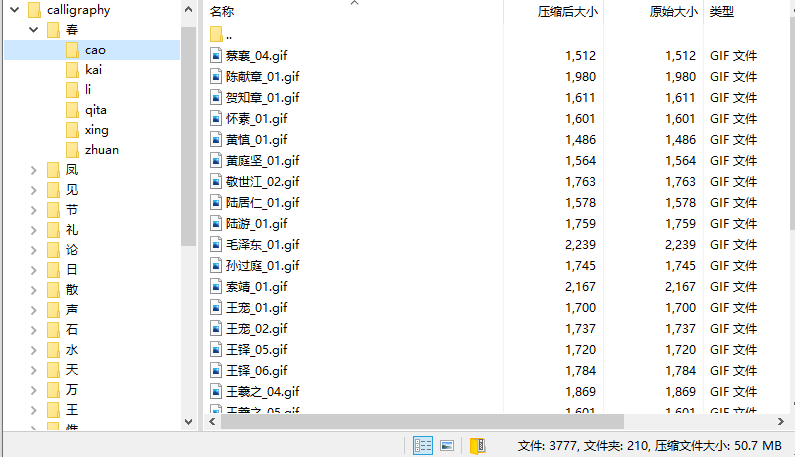 calligraphy
春
cao
kai
li
qita
xing
zhuan
凤
见
节
礼
论
日
散
声
石
水
天
万
王
名称 压缩后大小 原始大小 类型
..
蔡襄_04.gif 1,512 1,512 GIF 文件
陈献章_01.gif 1,980 1,980 GIF 文件
贺知章_01.gif 1,611 1,611 GIF 文件
怀素_01.gif 1,601 1,601 GIF 文件
黄慎_01.gif 1,486 1,486 GIF 文件
黄庭坚_01.gif 1,564 1,564 GIF 文件
敬世江_02.gif 1,763 1,763 GIF 文件
陆居仁_01.gif 1,578 1,578 GIF 文件
陆游_01.gif 1,759 1,759 GIF 文件
毛泽东_01.gif 2,239 2,239 GIF 文件
孙过庭_01.gif 1,745 1,745 GIF 文件
索靖_01.gif 2,167 2,167 GIF 文件
王宠_01.gif 1,700 1,700 GIF 文件
王宠_02.gif 1,737 1,737 GIF 文件
王铎_05.gif 1,720 1,720 GIF 文件
王铎_06.gif 1,784 1,784 GIF 文件
王羲之_04.gif 1,869 1,869 GIF 文件
王羲之_05.gif 1,601 1,601 GIF 文件
文件: 3777, 文件夹: 210, 压缩文件大小: 50.7 MB